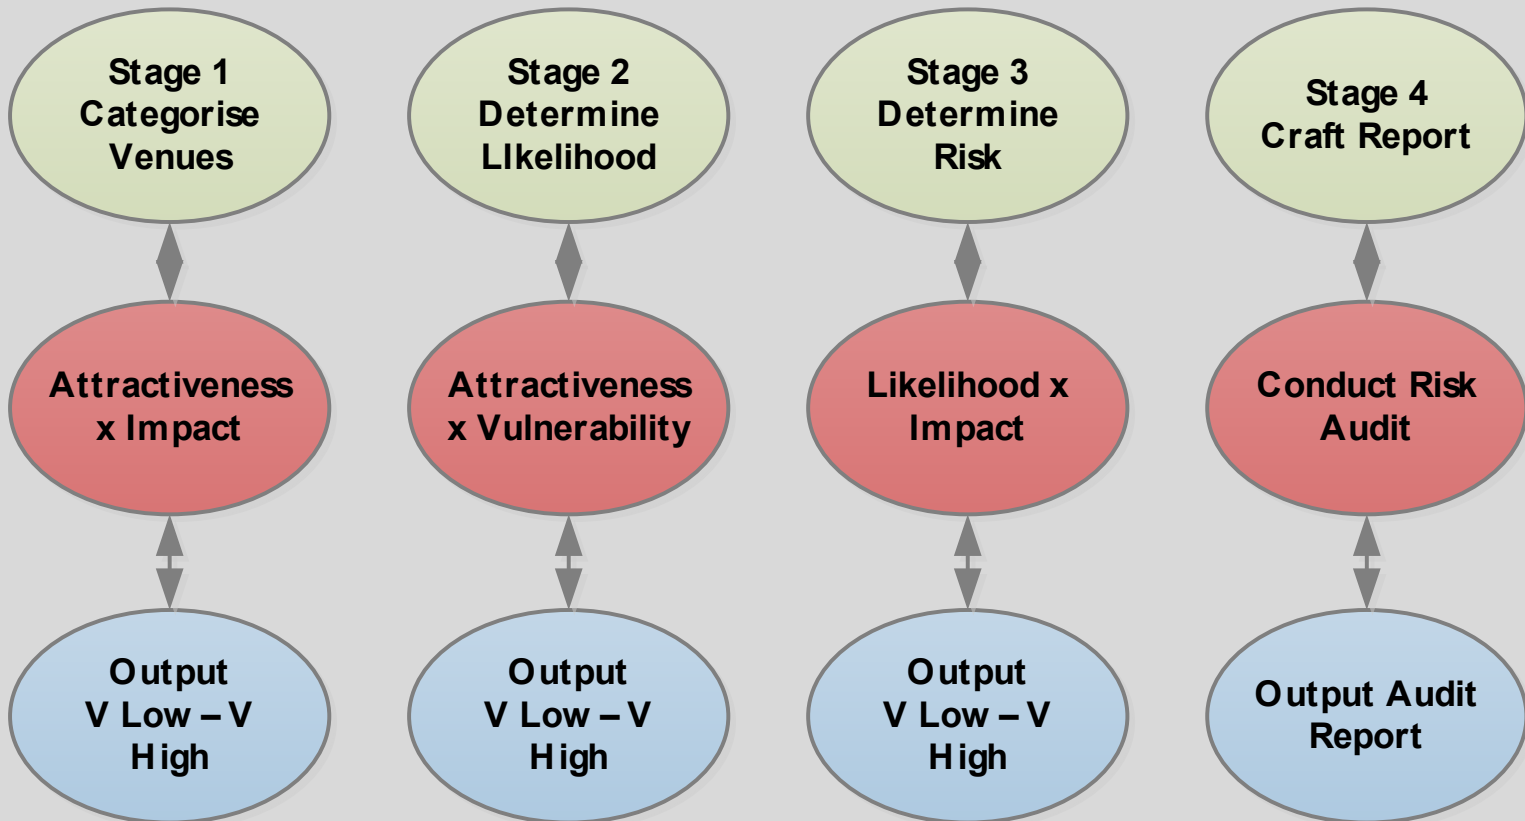 Stage 1
Categorise
Venues
Stage 2
Determine
LIkelihood
Stage 3
Determine
Risk
Stage 4
Craft Report
Attractiveness
x Impact
Attractiveness
x Vulnerability
Likelihood x
Impact
Conduct Risk
Audit
Output
V Low – V
High
Output
V Low – V
High
Output
V Low – V
High
Output Audit
Report